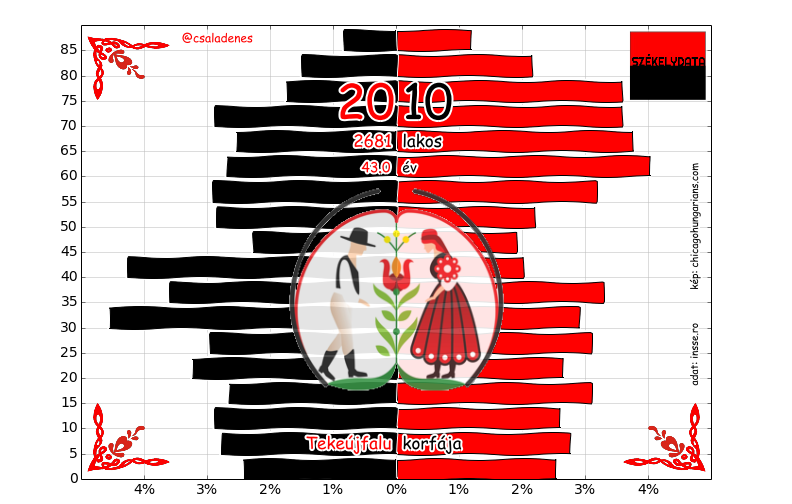 @csaladenes
SZÉKELYDATA
2010
2681 lakos
43.0 év
kép: chicagohungarians.com
adat: insse.ro
Tekeújfalu korfája
85
80
75
70
65
60
55
50
45
40
35
30
25
20
15
10
5
0
4% 3% 2% 1% 0% 1% 2% 3% 4%